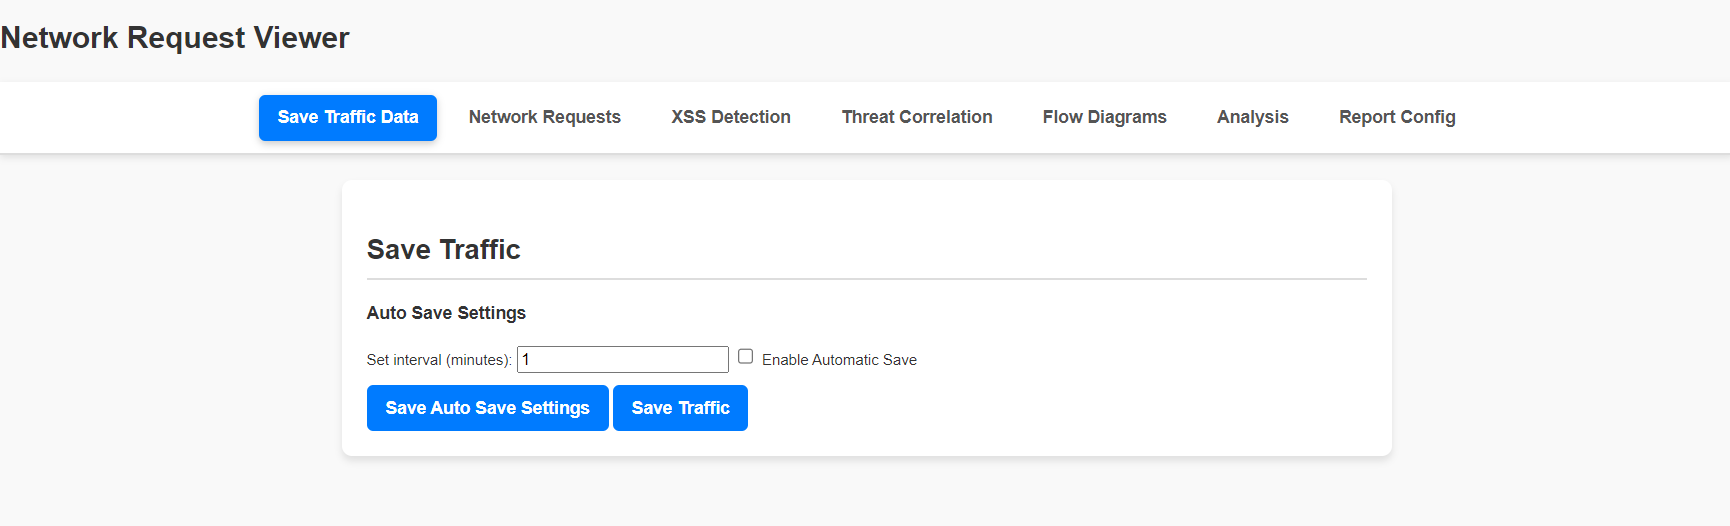 Network Request Viewer
Save Traffic Data Network Requests XSS Detection Threat Correlation Flow Diagrams Analysis Report Config
Save Traffic
Auto Save Settings
Set interval (minutes): 1 Enable Automatic Save
Save Auto Save Settings Save Traffic